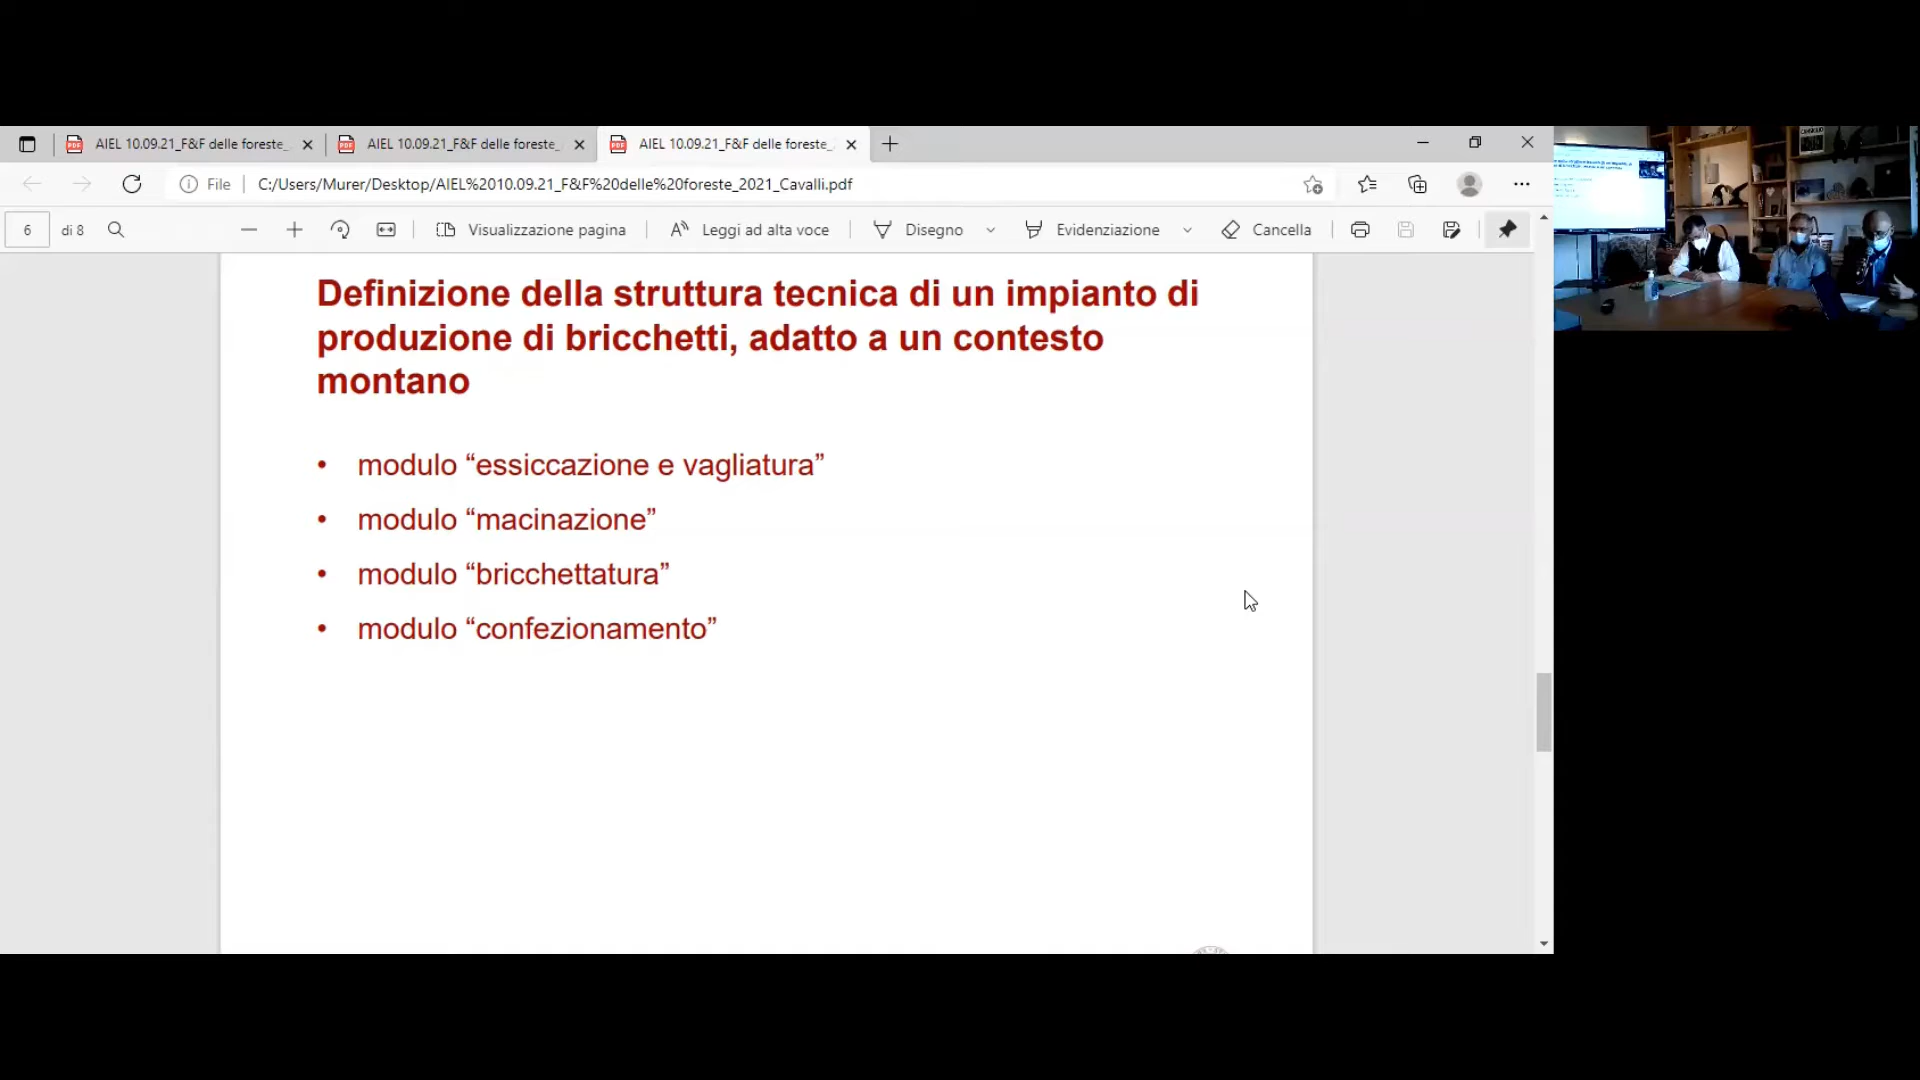 AIEL 10.09.21_F&F delle foreste_
AIEL 10.09.21_F&F delle foreste_
AIEL 10.09.21_F&F delle foreste_
File
C:/Users/Murer/Desktop/AIEL%2010.09.21_F&F%20delle%20foreste_2021_Cavalli.pdf
6 di 8
Visualizzazione pagina
Leggi ad alta voce
Disegno
Evidenziazione
Cancella
Definizione della struttura tecnica di un impianto di
produzione di bricchetti, adatto a un contesto
montano
• modulo “essiccazione e vagliatura”
• modulo “macinazione”
• modulo “bricchettatura”
• modulo “confezionamento”